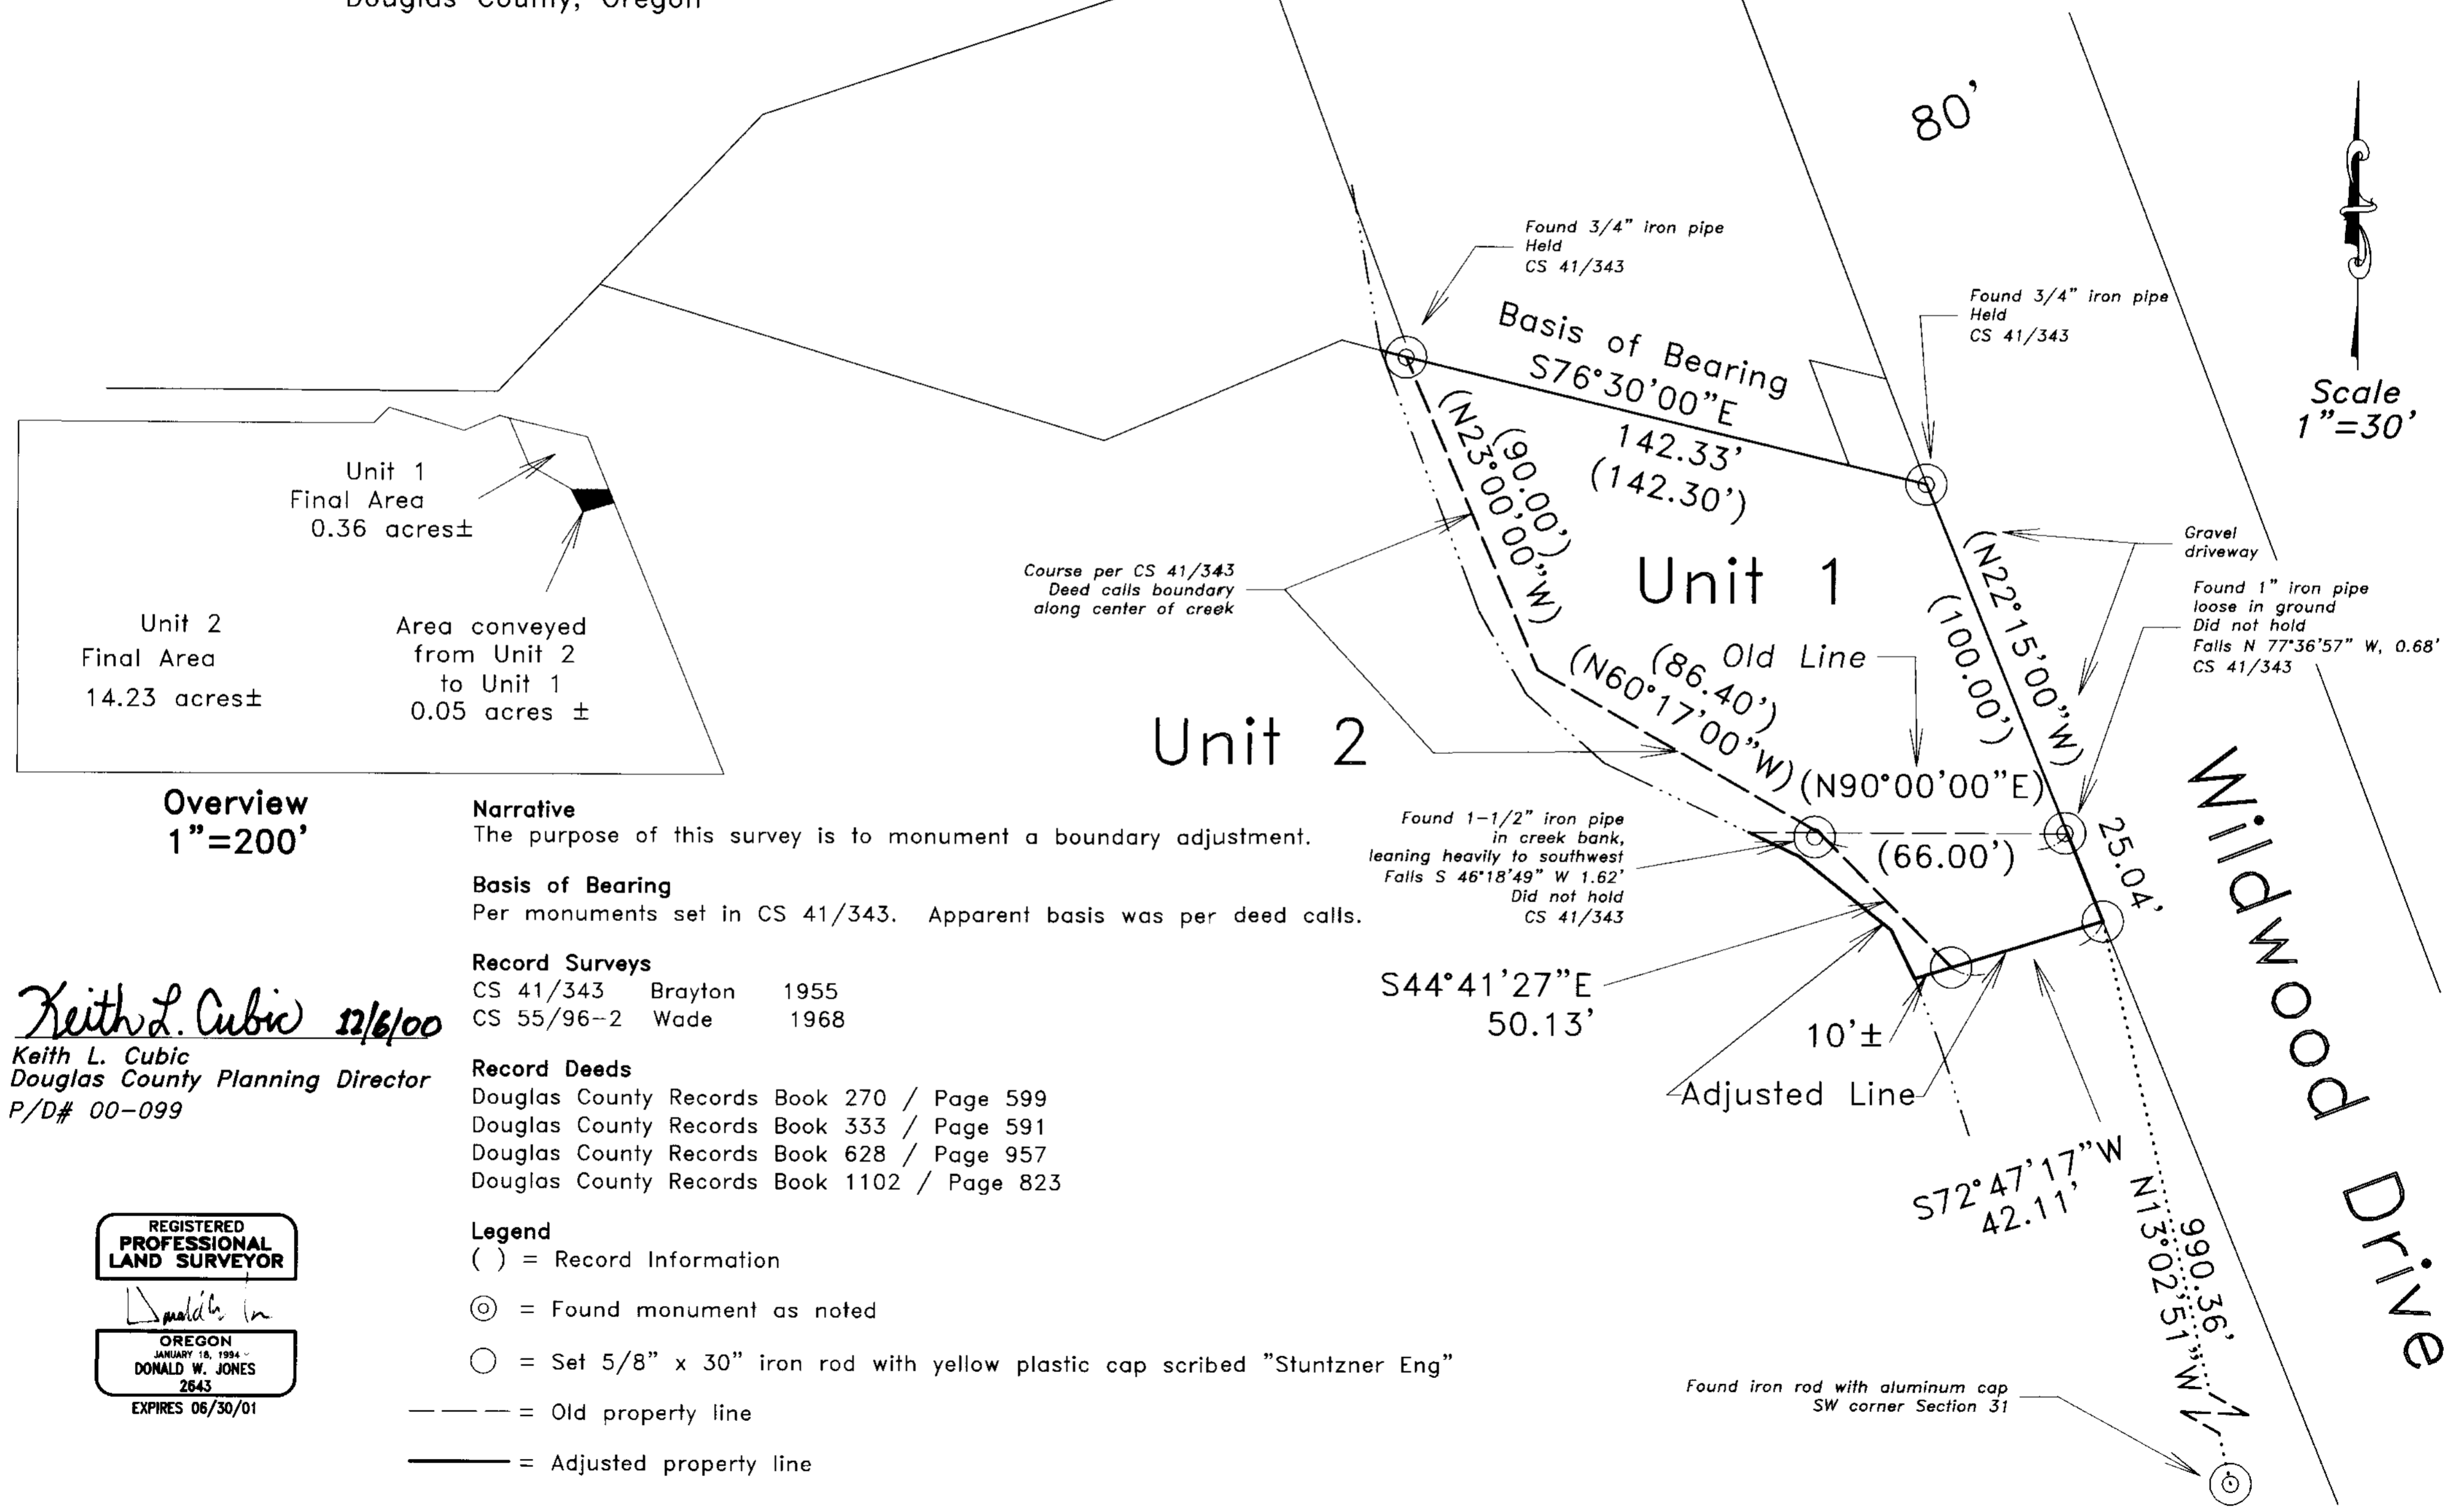 Douglas County, Oregon
80'
Found 3/4" iron pipe
Held
CS 41/343
Found 3/4" iron pipe
Held
CS 41/343
Scale
1"=30'
Basis of Bearing
S76°30'00"E
142.33'
(142.30')
(90.00')
(N23°00'00"W)
Unit 1
Final Area
0.36 acres±
Unit 2
Final Area
14.23 acres±
Area conveyed
from Unit 2
to Unit 1
0.05 acres ±
Overview
1"=200'
Course per CS 41/343
Deed calls boundary
along center of creek
Unit 1
Unit 2
Old Line
(86.40')
(N60°17'00"W)
(N90°00'00"E)
(66.00')
(N22°15'00"W)
(100.00')
25.04'
Gravel
driveway
Found 1" iron pipe
loose in ground
Did not hold
Falls N 77°36'57" W, 0.68'
CS 41/343
Wildwood Drive
Found 1-1/2" iron pipe
in creek bank,
leaning heavily to southwest
Falls S 46°18'49" W 1.62'
Did not hold
CS 41/343
S44°41'27"E
50.13'
10'±
Adjusted Line
S72°47'17"W
42.11'
990.36'
N13°02'51"W
Found iron rod with aluminum cap
SW corner Section 31
Narrative
The purpose of this survey is to monument a boundary adjustment.
Basis of Bearing
Per monuments set in CS 41/343. Apparent basis was per deed calls.
Record Surveys
CS 41/343 Brayton 1955
CS 55/96-2 Wade 1968
Record Deeds
Douglas County Records Book 270 / Page 599
Douglas County Records Book 333 / Page 591
Douglas County Records Book 628 / Page 957
Douglas County Records Book 1102 / Page 823
Legend
( ) = Record Information
= Found monument as noted
= Set 5/8" x 30" iron rod with yellow plastic cap scribed "Stuntzner Eng"
= Old property line
= Adjusted property line
Keith L. Cubic 12/6/00
Keith L. Cubic
Douglas County Planning Director
P/D# 00-099
REGISTERED
PROFESSIONAL
LAND SURVEYOR
OREGON
JANUARY 18, 1994
DONALD W. JONES
2643
EXPIRES 06/30/01